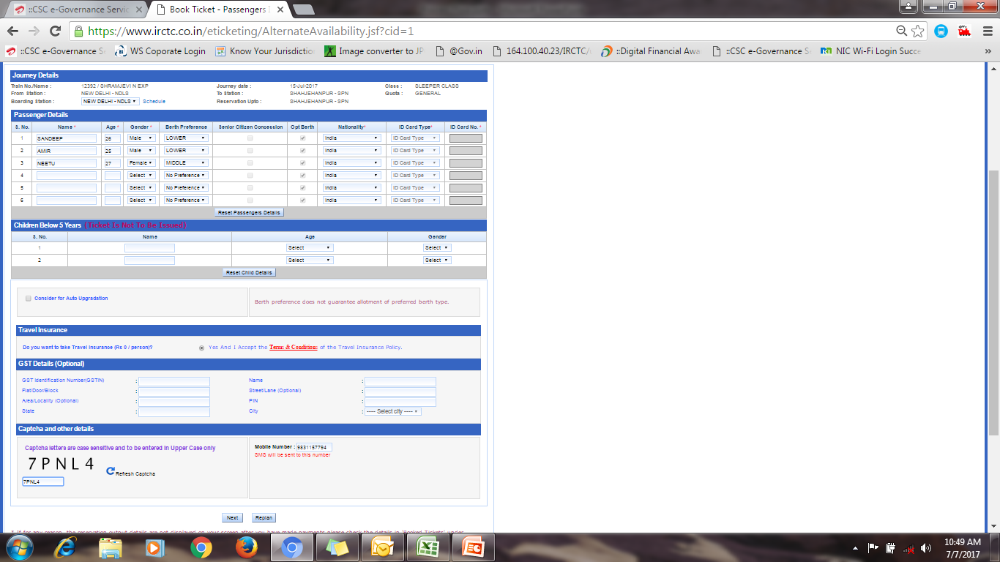 ::CSC e-Governance Servic
Book Ticket - Passengers I
https://www.irctc.co.in/eticketing/AlternateAvailability.jsf?cid=1
::CSC e-Governance Se WS Coporate Login Know Your Jurisdictio Image converter to JP @Gov.in 164.100.40.23/IRCTC/ ::Digital Financial Awa ::CSC e-Governance Se NIC Wi-Fi Login Succe »
Journey Details
Train No./Name : 12392 / SHRAMJEVI N EXP Journey date : 15-Jul-2017 Class : SLEEPER CLASS
From Station : NEW DELHI - NDLS To Station : SHAHJEHANPUR - SPN Quota : GENERAL
Boarding Station : NEW DELHI - NDLS Schedule Reservation Upto : SHAHJEHANPUR - SPN
Passenger Details
S. No. Name * Age * Gender * Berth Preference Senior Citizen Concession Opt Berth Nationality* ID Card Type* ID Card No. *
1 SANDEEP 26 Male LOWER India ID Card Type
2 AMIR 25 Male LOWER India ID Card Type
3 NEETU 27 Female MIDDLE India ID Card Type
4 Select No Preference India ID Card Type
5 Select No Preference India ID Card Type
6 Select No Preference India ID Card Type
Reset Passengers Details
Children Below 5 Years (Ticket Is Not To Be Issued)
S. No. Name Age Gender
1 Select Select
2 Select Select
Reset Child Details
Consider for Auto Upgradation
Berth preference does not guarantee allotment of preferred berth type.
Travel Insurance
Do you want to take Travel Insurance (Rs 0 / person)? Yes And I Accept the Terms & Conditions of the Travel Insurance Policy.
GST Details (Optional)
GST Identification Number(GSTIN) : Name :
Flat/Door/Block : Street/Lane (Optional) :
Area/Locality (Optional) : PIN :
State : City : ---- Select city ----
Captcha and other details
Captcha letters are case sensitive and to be entered in Upper Case only
Mobile Number : 9831157794
SMS will be sent to this number
7PNL4
Refresh Captcha
7PNL4
Next Replan
* If for any reason, the reservation output details are not displayed on your screen after you have made payments please check the details in 'Booked Tickets' under
10:49 AM
7/7/2017